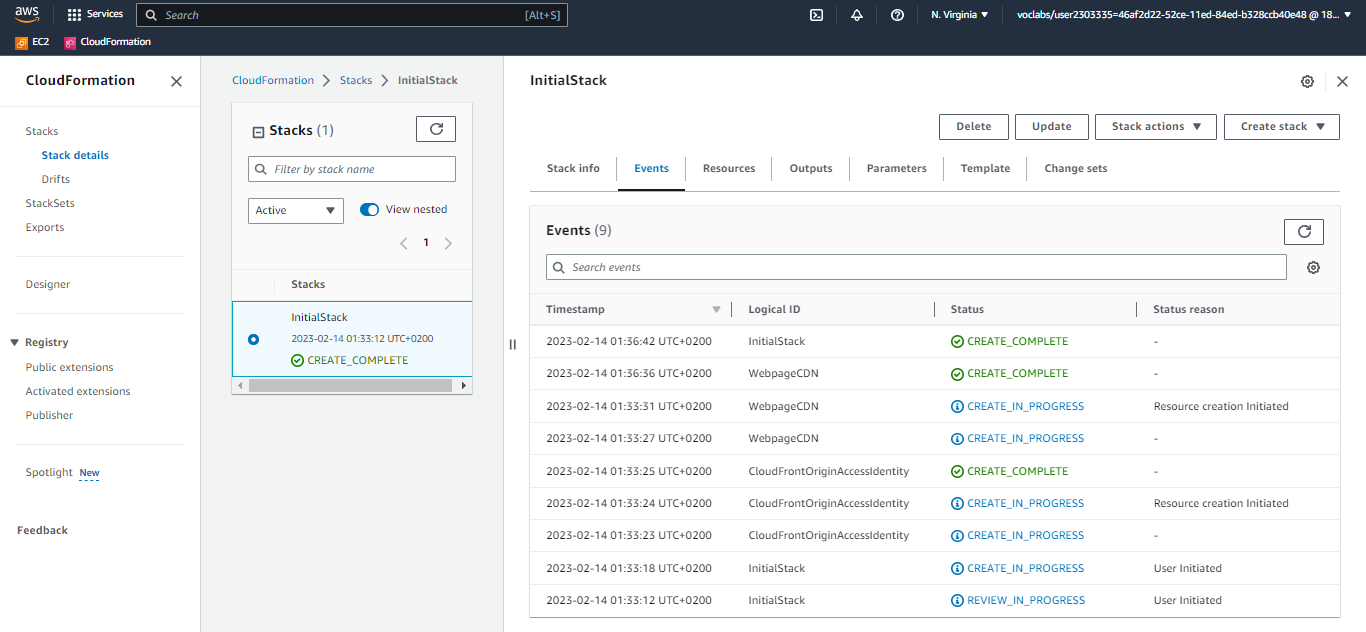 aws
Services
Search
[Alt+S]
N. Virginia
voclabs/user2303335=46af2d22-52ce-11ed-84ed-b328ccb40e48 @ 18...
EC2
CloudFormation
CloudFormation
Stacks
Stack details
Drifts
StackSets
Exports
Designer
Registry
Public extensions
Activated extensions
Publisher
Spotlight New
Feedback
CloudFormation
Stacks
InitialStack
Stacks (1)
Filter by stack name
Active
View nested
1
Stacks
InitialStack
2023-02-14 01:33:12 UTC+0200
CREATE_COMPLETE
InitialStack
Delete
Update
Stack actions
Create stack
Stack info
Events
Resources
Outputs
Parameters
Template
Change sets
Events (9)
Search events
Timestamp Logical ID Status Status reason
2023-02-14 01:36:42 UTC+0200 InitialStack CREATE_COMPLETE -
2023-02-14 01:36:36 UTC+0200 WebpageCDN CREATE_COMPLETE -
2023-02-14 01:33:31 UTC+0200 WebpageCDN CREATE_IN_PROGRESS Resource creation Initiated
2023-02-14 01:33:27 UTC+0200 WebpageCDN CREATE_IN_PROGRESS -
2023-02-14 01:33:25 UTC+0200 CloudFrontOriginAccessIdentity CREATE_COMPLETE -
2023-02-14 01:33:24 UTC+0200 CloudFrontOriginAccessIdentity CREATE_IN_PROGRESS Resource creation Initiated
2023-02-14 01:33:23 UTC+0200 CloudFrontOriginAccessIdentity CREATE_IN_PROGRESS -
2023-02-14 01:33:18 UTC+0200 InitialStack CREATE_IN_PROGRESS User Initiated
2023-02-14 01:33:12 UTC+0200 InitialStack REVIEW_IN_PROGRESS User Initiated